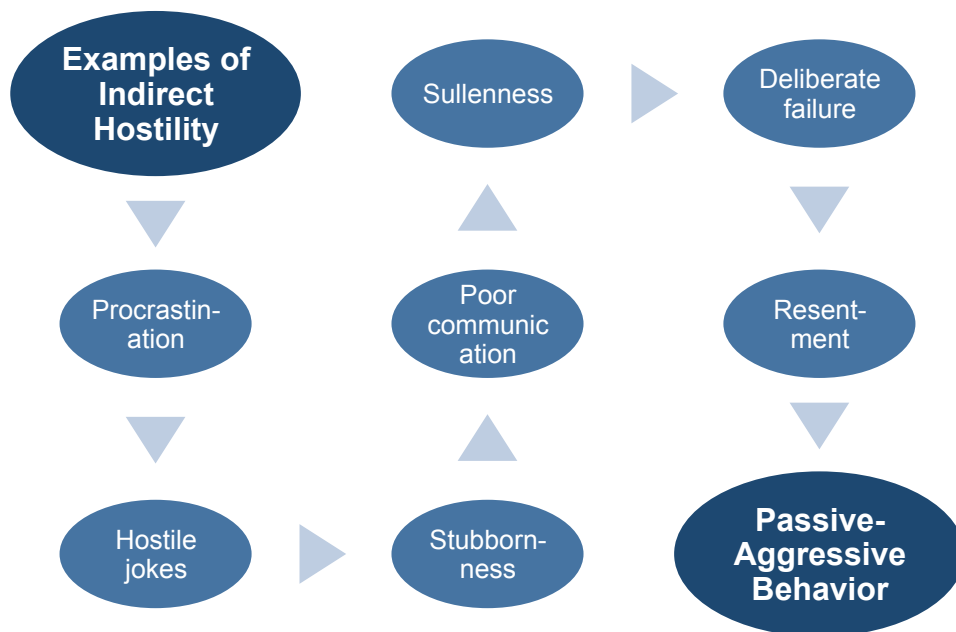 Examples of
Indirect
Hostility
Procrastin-
ation
Hostile
jokes
Stubborn-
ness
Poor
communic
ation
Sullenness
Deliberate
failure
Resent-
ment
Passive-
Aggressive
Behavior